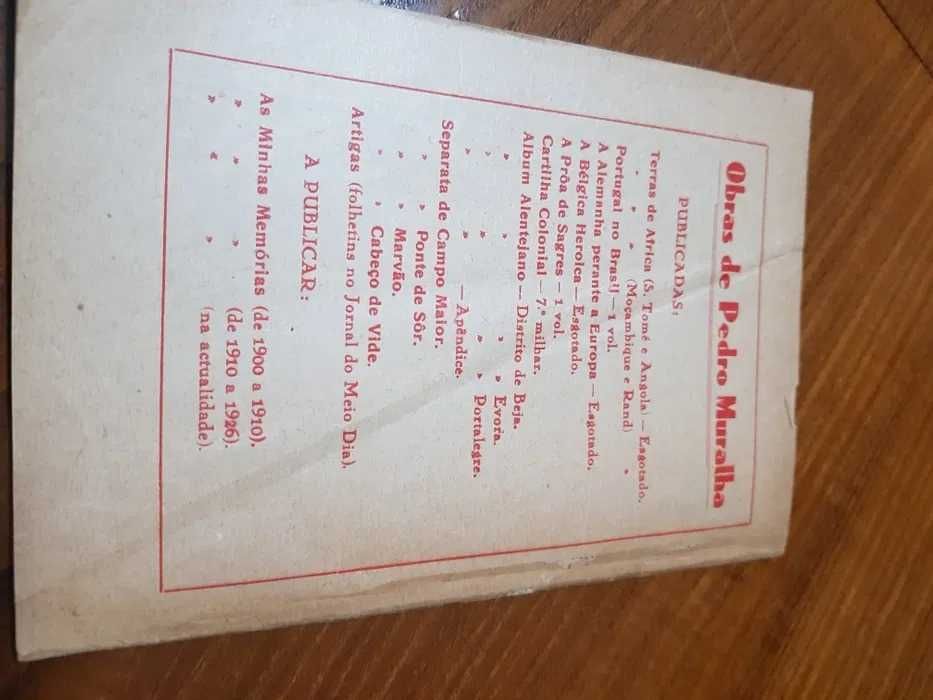 Obras de Pedro Muralha
PUBLICADAS:
Terras de Africa (S. Tomé e Angola) — Esgotado.
» » » (Moçambique e Rand) »
Portugal no Brasil — 1 vol.
A Alemanha perante a Europa — Esgotado.
A Bélgica Heroica — Esgotado.
A Prôa de Sagres — 1 vol.
Cartilha Colonial — 7.º milhar.
Album Alentejano — Distrito de Beja.
» » » » Evora.
» » » » Portalegre.
» » — Apêndice.
Separata de Campo Maior.
» » Ponte de Sôr.
» » Marvão.
» » Cabeço de Vide.
Artigas (folhetins no Jornal do Meio Dia).
A PUBLICAR:
As Minhas Memórias (de 1900 a 1910).
» » » (de 1910 a 1926).
» « » (na actualidade).